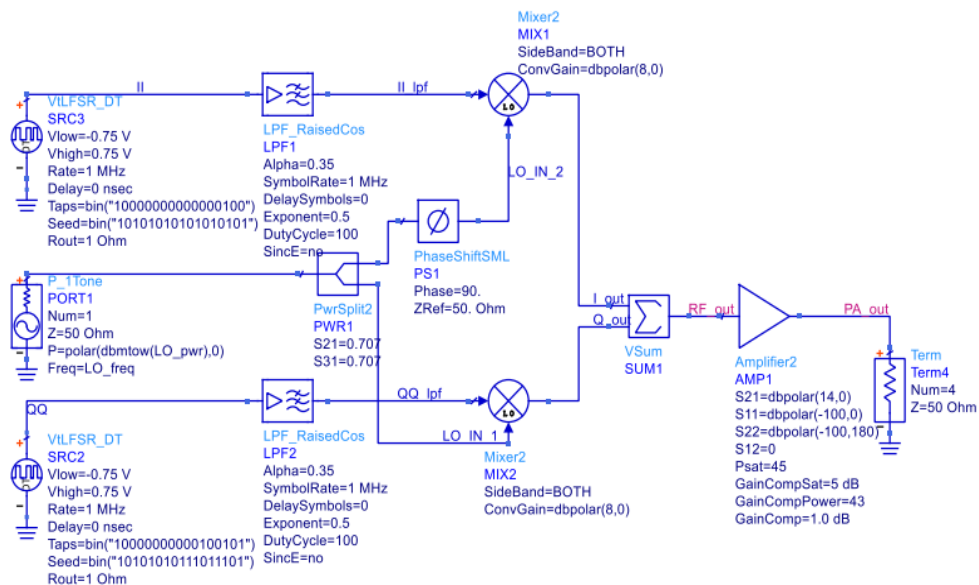 Mixer2
MIX1
SideBand=BOTH
ConvGain=dbpolar(8,0)
LO
II
II_lpf
VtLFSR_DT
SRC3
Vlow=-0.75 V
Vhigh=0.75 V
Rate=1 MHz
Delay=0 nsec
Taps=bin("10000000000000100")
Seed=bin("10101010101010101")
Rout=1 Ohm
LPF_RaisedCos
LPF1
Alpha=0.35
SymbolRate=1 MHz
DelaySymbols=0
Exponent=0.5
DutyCycle=100
SincE=no
LO_IN_2
PhaseShiftSML
PS1
Phase=90.
ZRef=50. Ohm
P_1Tone
PORT1
Num=1
Z=50 Ohm
P=polar(dbmtow(LO_pwr),0)
Freq=LO_freq
PwrSplit2
PWR1
S21=0.707
S31=0.707
I_out
Q_out
VSum
SUM1
RF_out
PA_out
Amplifier2
AMP1
S21=dbpolar(14,0)
S11=dbpolar(-100,0)
S22=dbpolar(-100,180)
S12=0
Psat=45
GainCompSat=5 dB
GainCompPower=43
GainComp=1.0 dB
Term
Term4
Num=4
Z=50 Ohm
QQ
QQ_lpf
LO
LO_IN_1
VtLFSR_DT
SRC2
Vlow=-0.75 V
Vhigh=0.75 V
Rate=1 MHz
Delay=0 nsec
Taps=bin("10000000000100101")
Seed=bin("10101010111011101")
Rout=1 Ohm
LPF_RaisedCos
LPF2
Alpha=0.35
SymbolRate=1 MHz
DelaySymbols=0
Exponent=0.5
DutyCycle=100
SincE=no
Mixer2
MIX2
SideBand=BOTH
ConvGain=dbpolar(8,0)